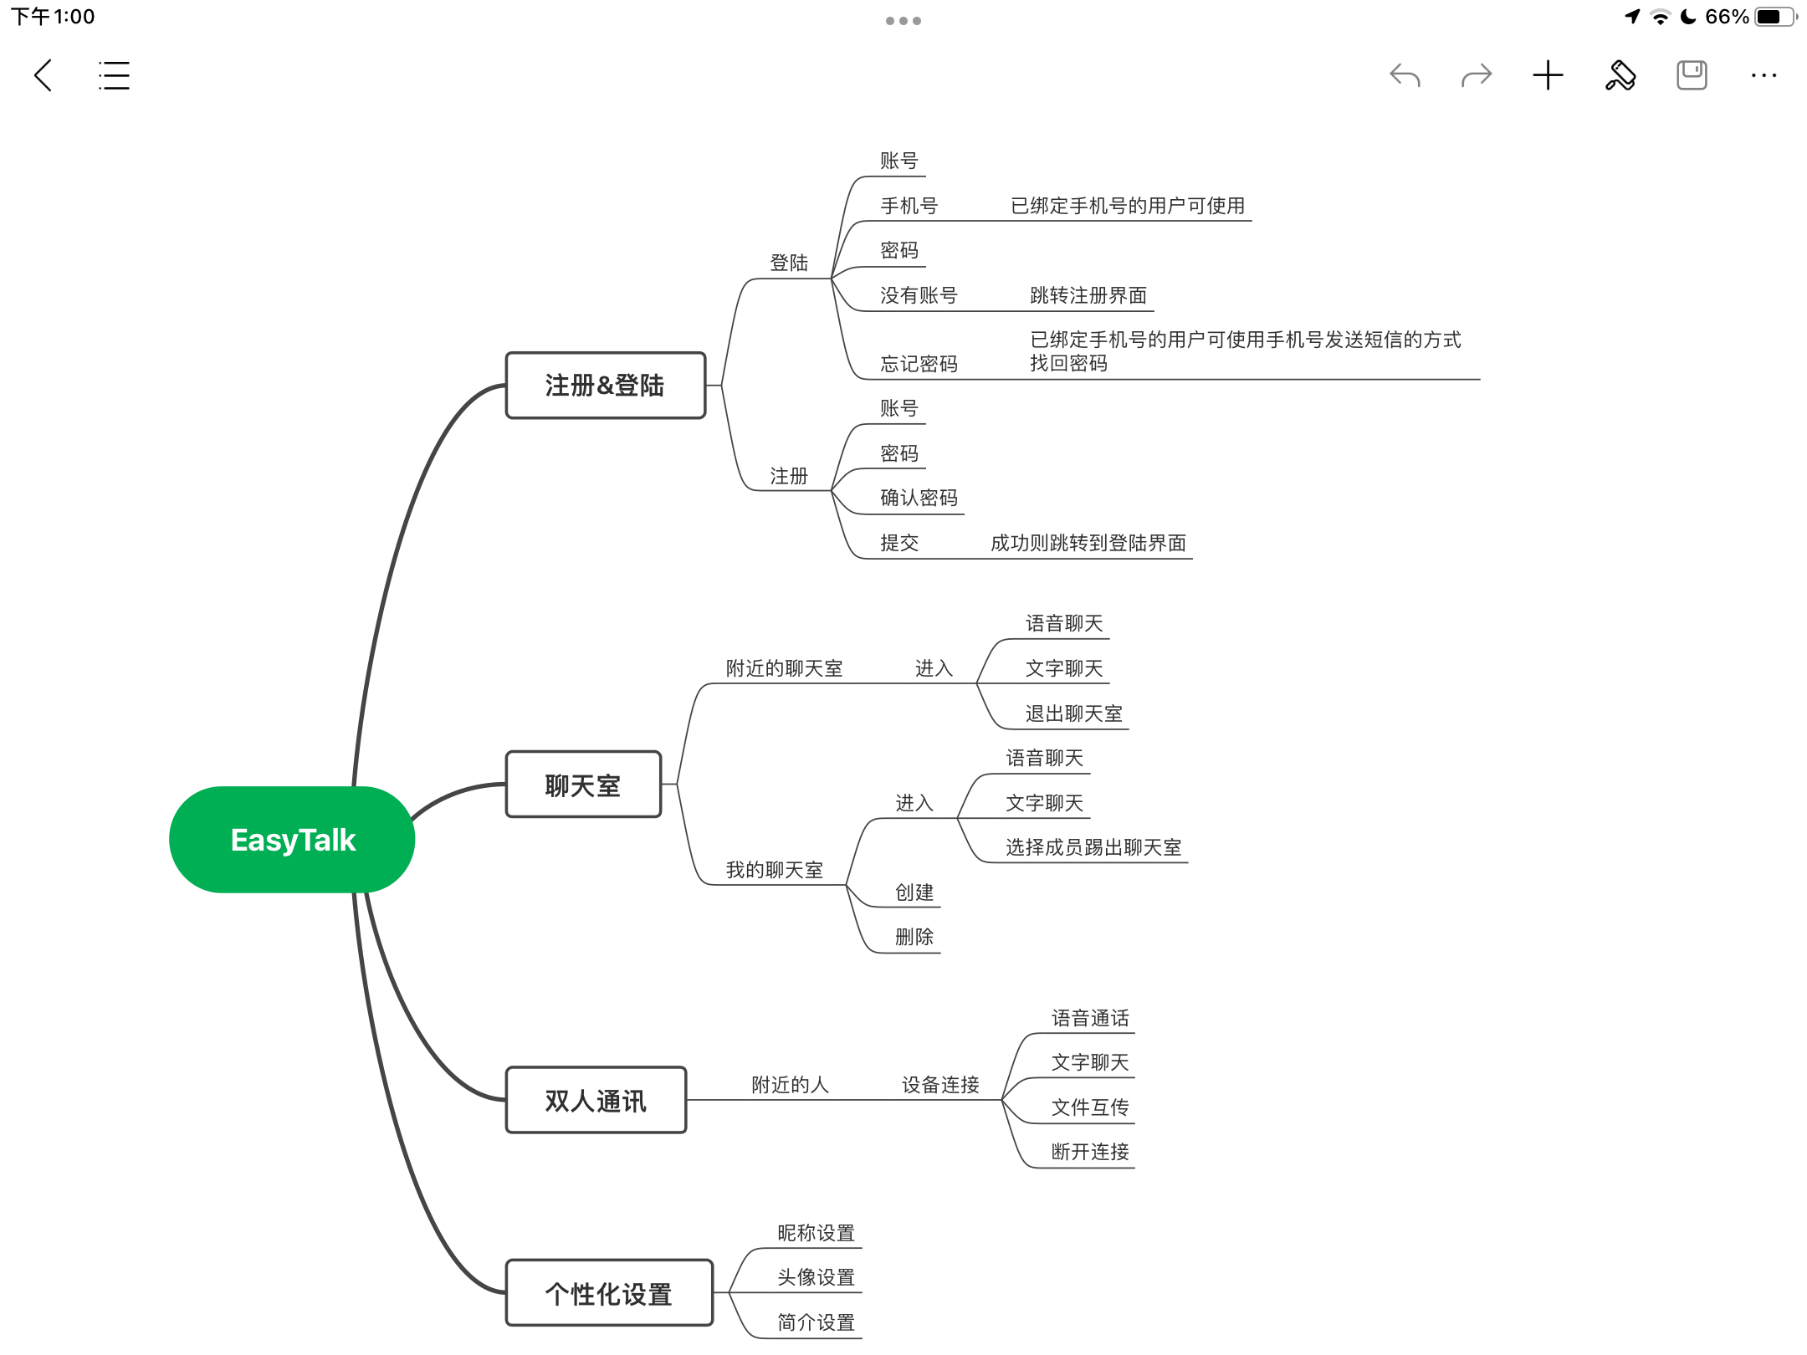 下午1:00
66%
账号
手机号
已绑定手机号的用户可使用
密码
登陆
没有账号
跳转注册界面
忘记密码
已绑定手机号的用户可使用手机号发送短信的方式
找回密码
注册&登陆
账号
密码
注册
确认密码
提交
成功则跳转到登陆界面
语音聊天
附近的聊天室
进入
文字聊天
退出聊天室
聊天室
语音聊天
进入
文字聊天
选择成员踢出聊天室
我的聊天室
创建
删除
EasyTalk
语音通话
文字聊天
双人通讯
附近的人
设备连接
文件互传
断开连接
昵称设置
个性化设置
头像设置
简介设置